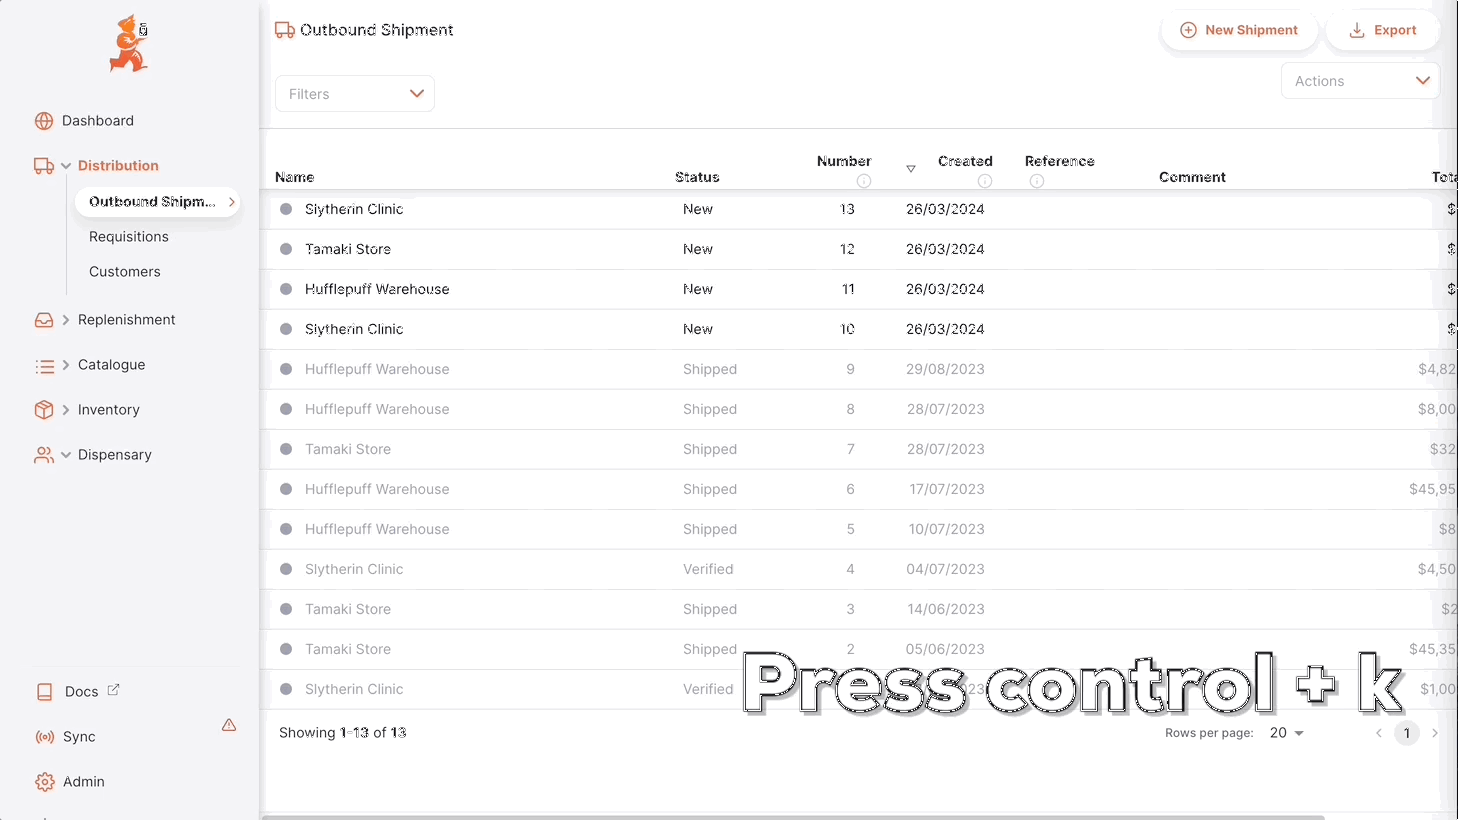 Outbound Shipment
New Shipment
Export
Filters
Actions
Dashboard
Distribution
Outbound Shipm...
Requisitions
Customers
Replenishment
Catalogue
Inventory
Dispensary
Docs
Sync
Admin
Name Status Number Created Reference Comment Tota
Slytherin Clinic New 13 26/03/2024 $
Tamaki Store New 12 26/03/2024 $
Hufflepuff Warehouse New 11 26/03/2024 $
Slytherin Clinic New 10 26/03/2024 $
Hufflepuff Warehouse Shipped 9 29/08/2023 $4,82
Hufflepuff Warehouse Shipped 8 28/07/2023 $8,00
Tamaki Store Shipped 7 28/07/2023 $32
Hufflepuff Warehouse Shipped 6 17/07/2023 $45,95
Hufflepuff Warehouse Shipped 5 10/07/2023 $8
Slytherin Clinic Verified 4 04/07/2023 $4,50
Tamaki Store Shipped 3 14/06/2023 $2
Tamaki Store Shipped 2 05/06/2023 $45,35
Slytherin Clinic Verified $1,00
Press control + k
Showing 1-13 of 13
Rows per page: 20
1